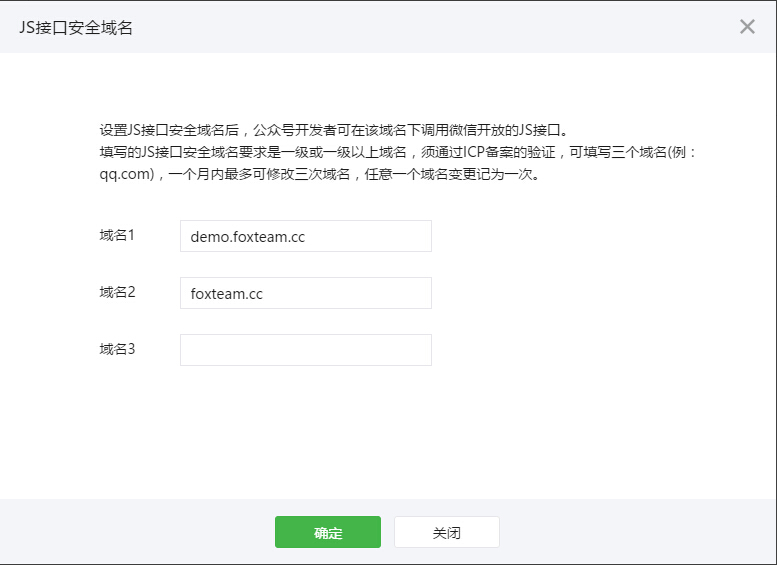 JS接口安全域名
设置JS接口安全域名后，公众号开发者可在该域名下调用微信开放的JS接口。
填写的JS接口安全域名要求是一级或一级以上域名，须通过ICP备案的验证，可填写三个域名(例：
qq.com)，一个月内最多可修改三次域名，任意一个域名变更记为一次。
域名1 demo.foxteam.cc
域名2 foxteam.cc
域名3
确定 关闭